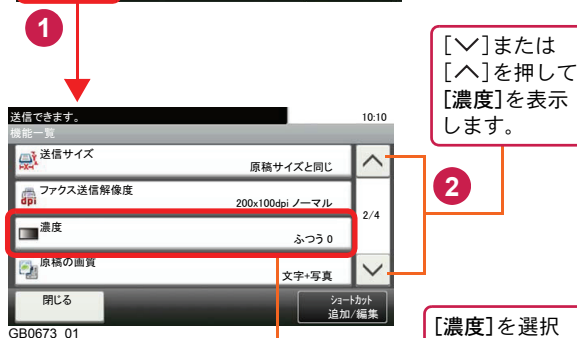 1
[∨]または
[∧]を押して
[濃度]を表示
します。
送信できます。
10:10
機能一覧
送信サイズ
原稿サイズと同じ
2
ファクス送信解像度
dpi
200x100dpi ノーマル
2/4
濃度
ふつう 0
原稿の画質
文字+写真
閉じる
ショートカット
追加/編集
[濃度]を選択
GB0673_01